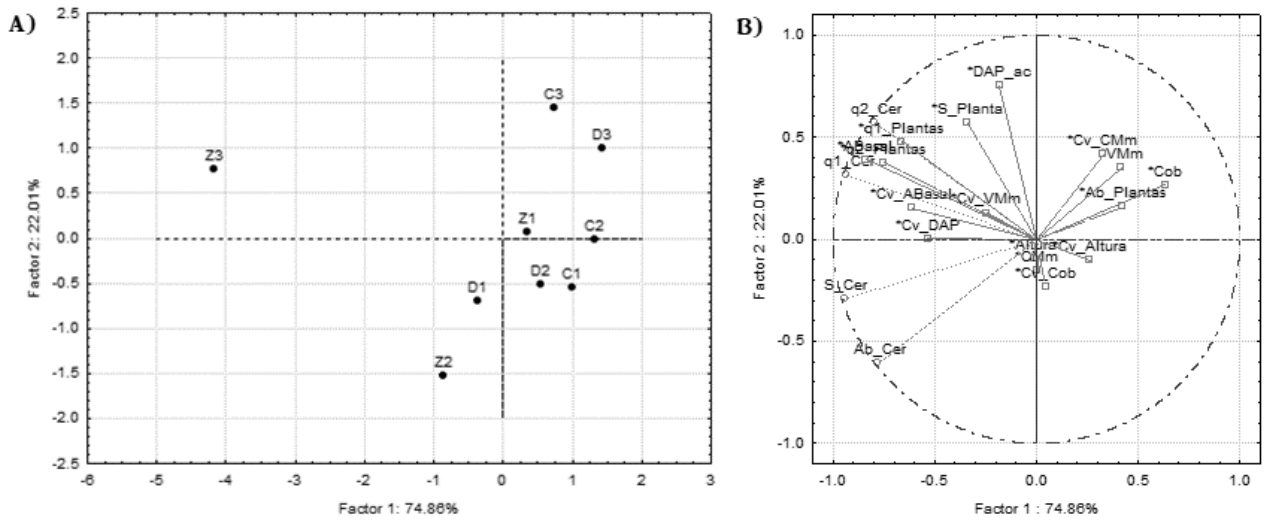 A)
2.5
2.0
1.5
1.0
0.5
0.0
-0.5
-1.0
-1.5
-2.0
-2.5
Factor 2: 22.01%
C3
D3
Z3
Z1
C2
D2
C1
D1
Z2
-6
-5
-4
-3
-2
-1
0
1
2
3
Factor 1: 74.86%
B)
1.0
0.5
0.0
-0.5
-1.0
Factor 2 : 22.01%
*DAP_ac
q2_Cer
*S_Planta
*q1_Plantas
*Cv_CMm
*ABasal
*q2_Plantas
VMm
q1_Cer
*Cob
*Cv_ABasal
*Cv_VMm
*Ab_Plantas
*Cv_DAP
*Altura
*Cv_Altura
*CMm
*Cv_Cob
S_Cer
Ab_Cer
-1.0
-0.5
0.0
0.5
1.0
Factor 1 : 74.86%